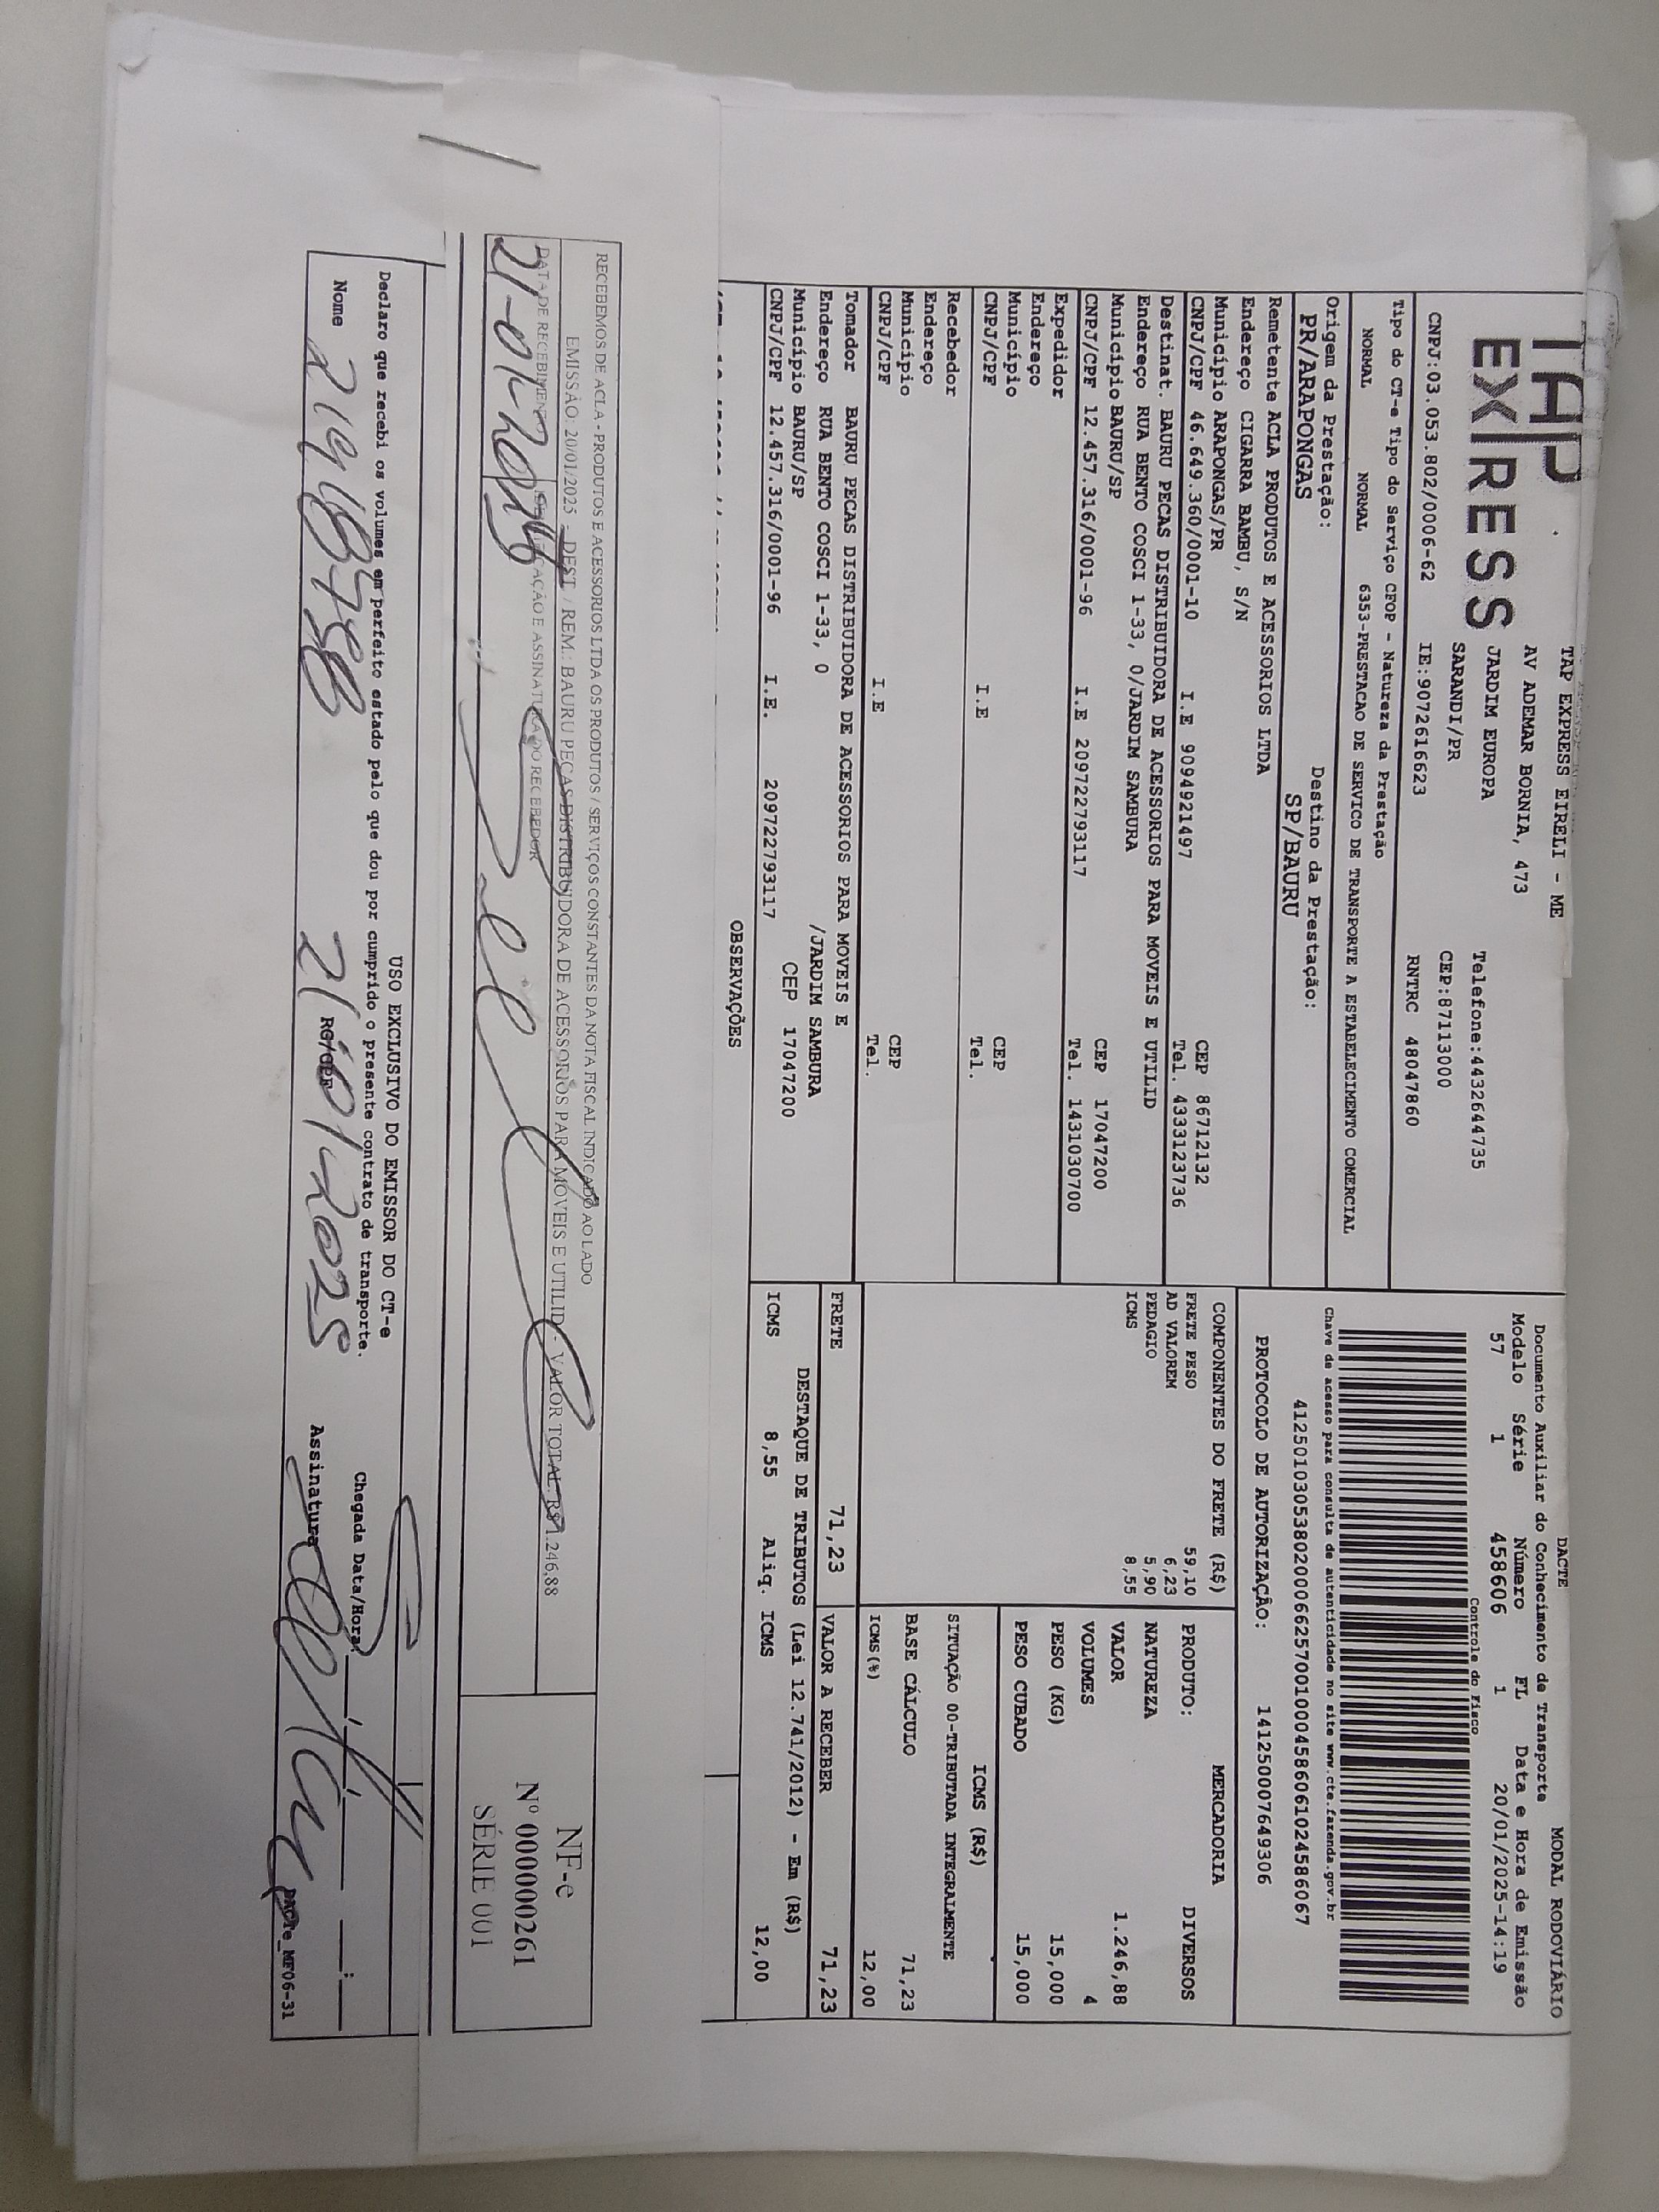 TAP EXPRESS
TAP EXPRESS EIRELI - ME
AV ADEMAR BORNIA, 473
JARDIM EUROPA
SARANDI/PR
Telefone:4432644735
CEP:87113000
CNPJ:03.053.802/0006-62 IE:9072616623 RNTRC 48047860
DACTE MODAL RODOVIÁRIO
Documento Auxiliar do Conhecimento de Transporte
Modelo Série Número FL Data e Hora de Emissão
57 1 458606 1 20/01/2025-14:19
Controle do Fisco
Chave de acesso para consulta de autenticidade no site www.cte.fazenda.gov.br
41250103053802000662570010004586061024586067
PROTOCOLO DE AUTORIZAÇÃO: 141250007649306
Tipo do CT-e Tipo do Serviço CFOP - Natureza da Prestação
NORMAL NORMAL 6353-PRESTACAO DE SERVICO DE TRANSPORTE A ESTABELECIMENTO COMERCIAL
Origem da Prestação: Destino da Prestação:
PR/ARAPONGAS SP/BAURU
Remetente ACLA PRODUTOS E ACESSORIOS LTDA
Endereço CIGARRA BAMBU, S/N
Município ARAPONGAS/PR CEP 86712132
CNPJ/CPF 46.649.360/0001-10 I.E 9094921497 Tel. 4333123736
Destinat. BAURU PECAS DISTRIBUIDORA DE ACESSORIOS PARA MOVEIS E UTILID
Endereço RUA BENTO COSCI 1-33, 0/JARDIM SAMBURA
Município BAURU/SP CEP 17047200
CNPJ/CPF 12.457.316/0001-96 I.E 209722793117 Tel. 1431030700
Expedidor
Endereço
Município CEP
CNPJ/CPF I.E Tel.
Recebedor
Endereço
Município CEP
CNPJ/CPF I.E Tel.
Tomador BAURU PECAS DISTRIBUIDORA DE ACESSORIOS PARA MOVEIS E
Endereço RUA BENTO COSCI 1-33, 0 /JARDIM SAMBURA
Município BAURU/SP CEP 17047200
CNPJ/CPF 12.457.316/0001-96 I.E. 209722793117
COMPONENTES DO FRETE (R$)
FRETE PESO 59,10
AD VALOREM 6,23
PEDAGIO 5,90
ICMS 8,55
MERCADORIA
PRODUTO: DIVERSOS
NATUREZA
VALOR 1.246,88
VOLUMES 4
PESO (KG) 15,000
PESO CUBADO 15,000
ICMS (R$)
SITUAÇÃO 00-TRIBUTADA INTEGRALMENTE
BASE CÁLCULO 71,23
ICMS(%) 12,00
FRETE 71,23 VALOR A RECEBER 71,23
DESTAQUE DE TRIBUTOS (Lei 12.741/2012) - Em (R$)
ICMS 8,55 Aliq. ICMS 12,00
OBSERVAÇÕES
RECEBEMOS DE ACLA - PRODUTOS E ACESSORIOS LTDA OS PRODUTOS / SERVIÇOS CONSTANTES DA NOTA FISCAL INDICADO AO LADO
EMISSÃO: 20/01/2025 - DEST / REM.: BAURU PECAS DISTRIBUIDORA DE ACESSORIOS PARA MOVEIS E UTILID - VALOR TOTAL: R$ 1.246,88
DATA DE RECEBIMENTO IDENTIFICAÇÃO E ASSINATURA DO RECEBEDOR
NF-e
Nº 000000261
SÉRIE 001
USO EXCLUSIVO DO EMISSOR DO CT-e
Declaro que recebi os volumes em perfeito estado pelo que dou por cumprido o presente contrato de transporte.
Chegada Data/Hora
Nome RG/CPF 21-01-2025 Assinatura
DACTe_MF06-31